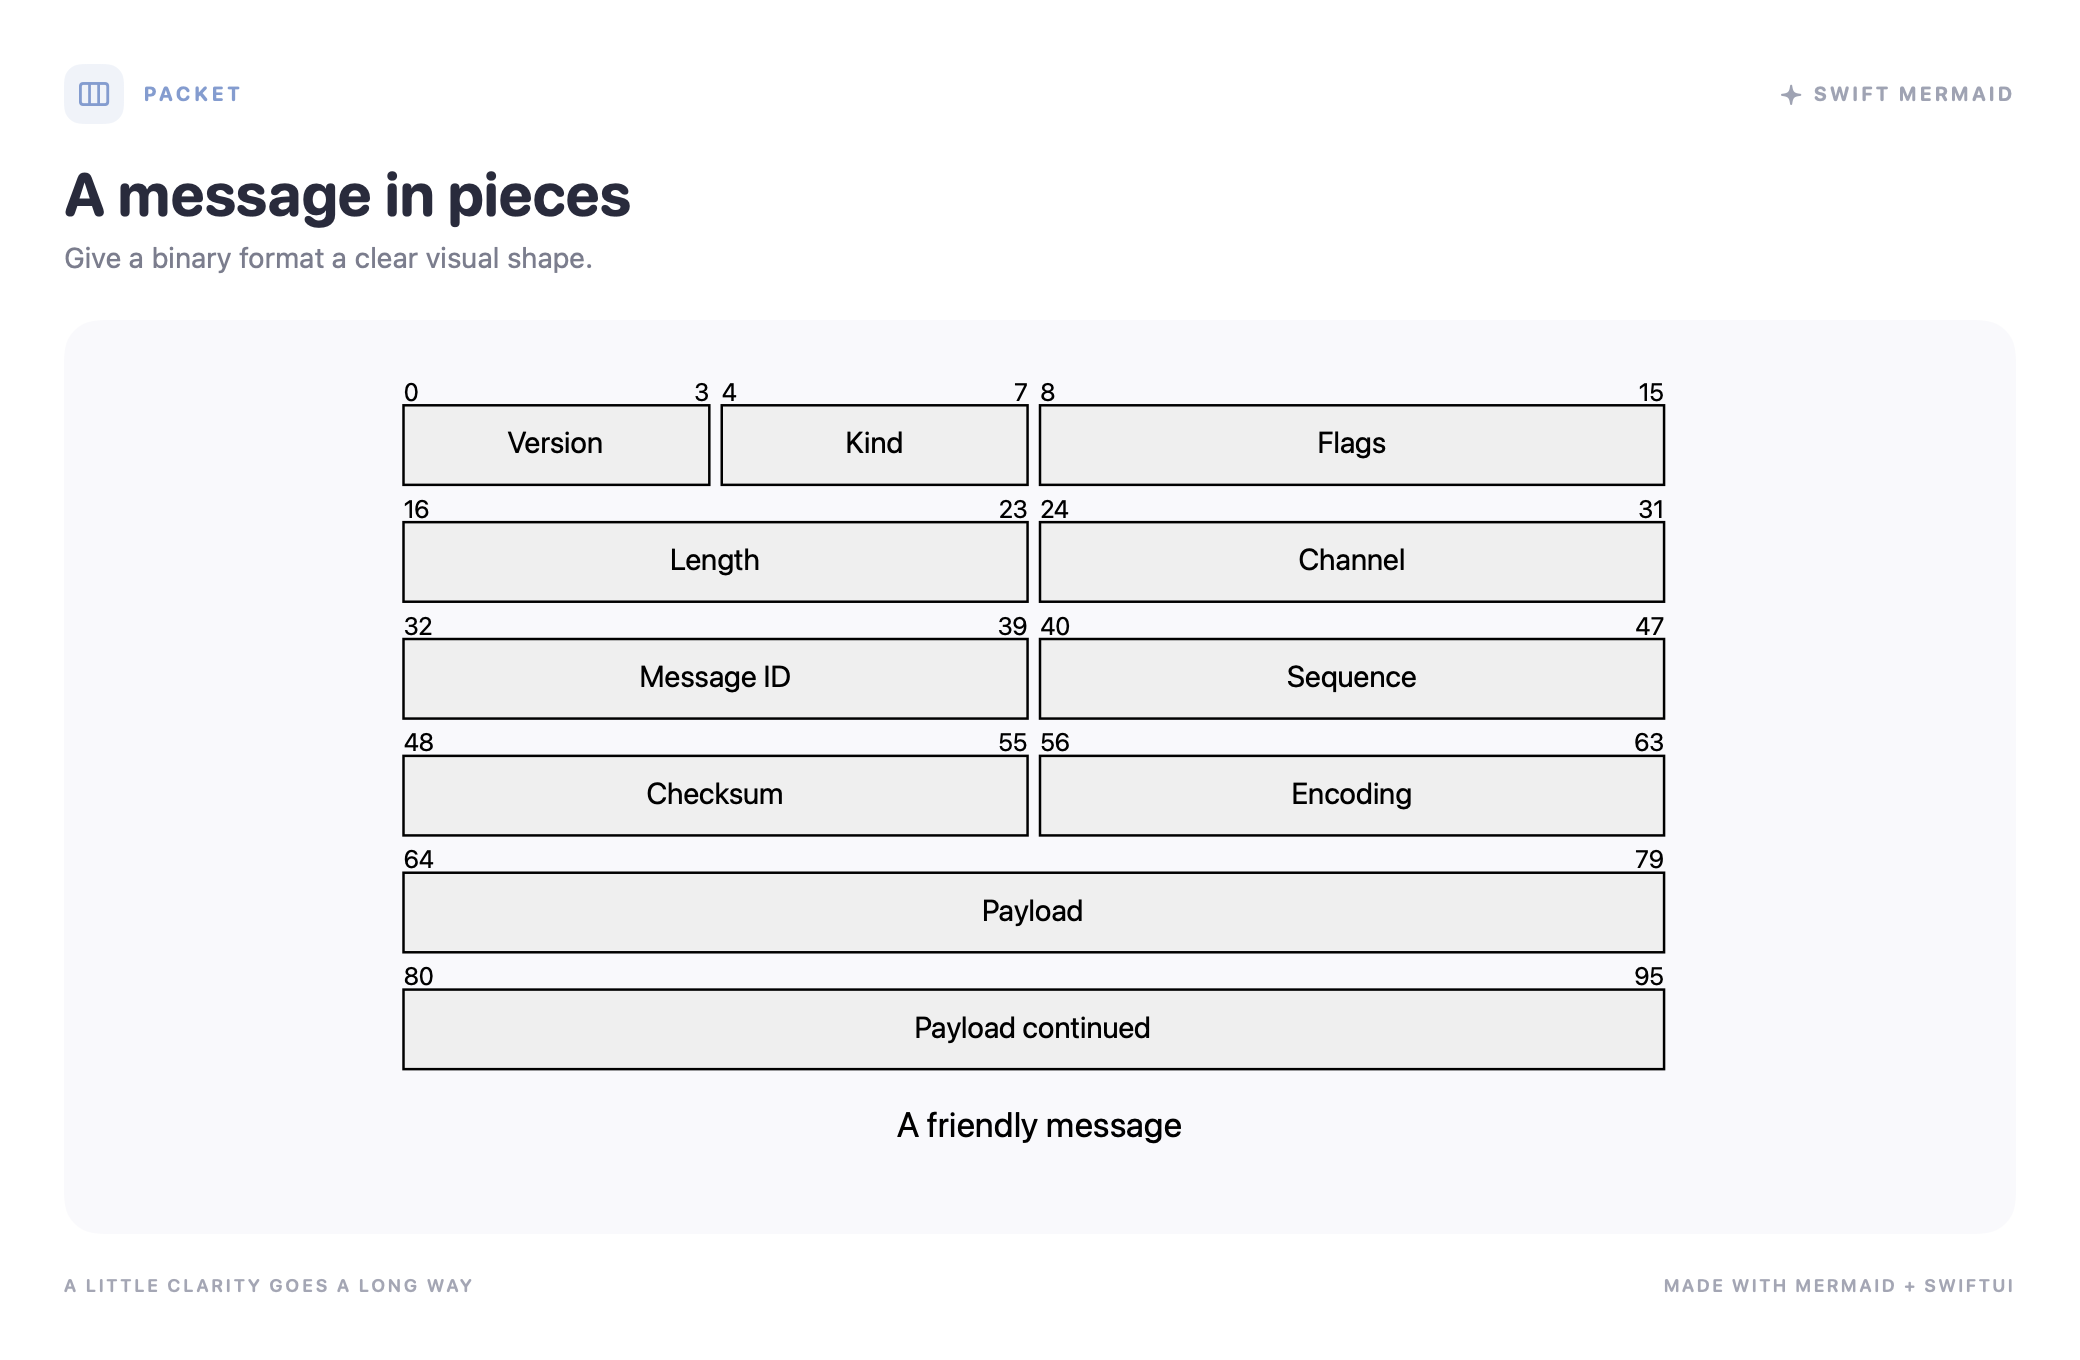 PACKET
SWIFT MERMAID
A message in pieces
Give a binary format a clear visual shape.
0 3 4 7 8 15
Version Kind Flags
16 23 24 31
Length Channel
32 39 40 47
Message ID Sequence
48 55 56 63
Checksum Encoding
64 79
Payload
80 95
Payload continued
A friendly message
A LITTLE CLARITY GOES A LONG WAY
MADE WITH MERMAID + SWIFTUI